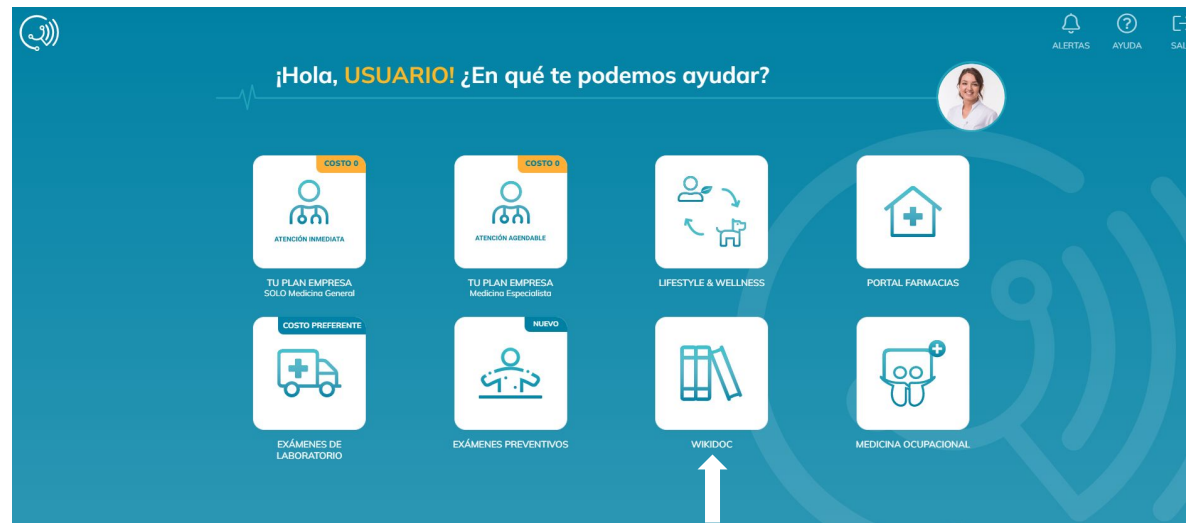 ALERTAS
AYUDA
¡Hola, USUARIO! ¿En qué te podemos ayudar?
COSTO 0
ATENCIÓN INMEDIATA
TU PLAN EMPRESA
SOLO Medicina General
COSTO 0
ATENCIÓN AGENDABLE
TU PLAN EMPRESA
Medicina Especialista
LIFESTYLE & WELLNESS
PORTAL FARMACIAS
COSTO PREFERENTE
EXÁMENES DE
LABORATORIO
NUEVO
EXÁMENES PREVENTIVOS
WIKIDOC
MEDICINA OCUPACIONAL